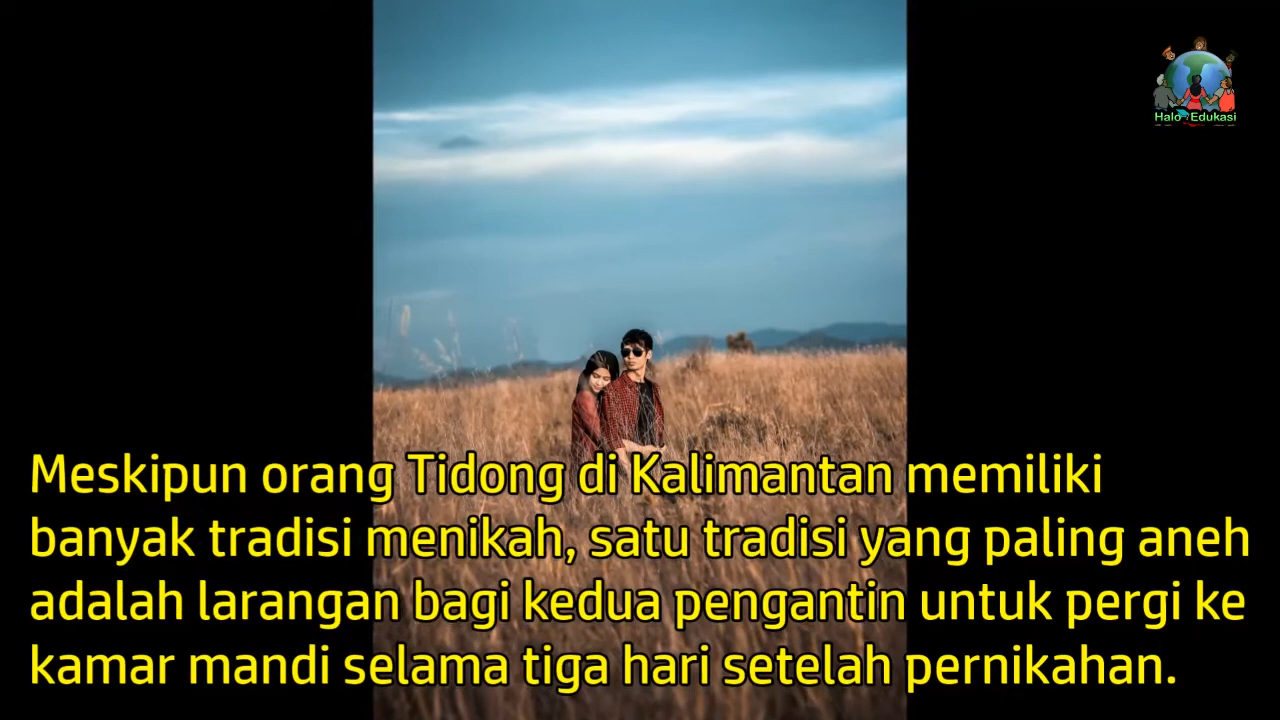 Halo Edukasi
Meskipun orang Tidong di Kalimantan memiliki
banyak tradisi menikah, satu tradisi yang paling aneh
adalah larangan bagi kedua pengantin untuk pergi ke
kamar mandi selama tiga hari setelah pernikahan.